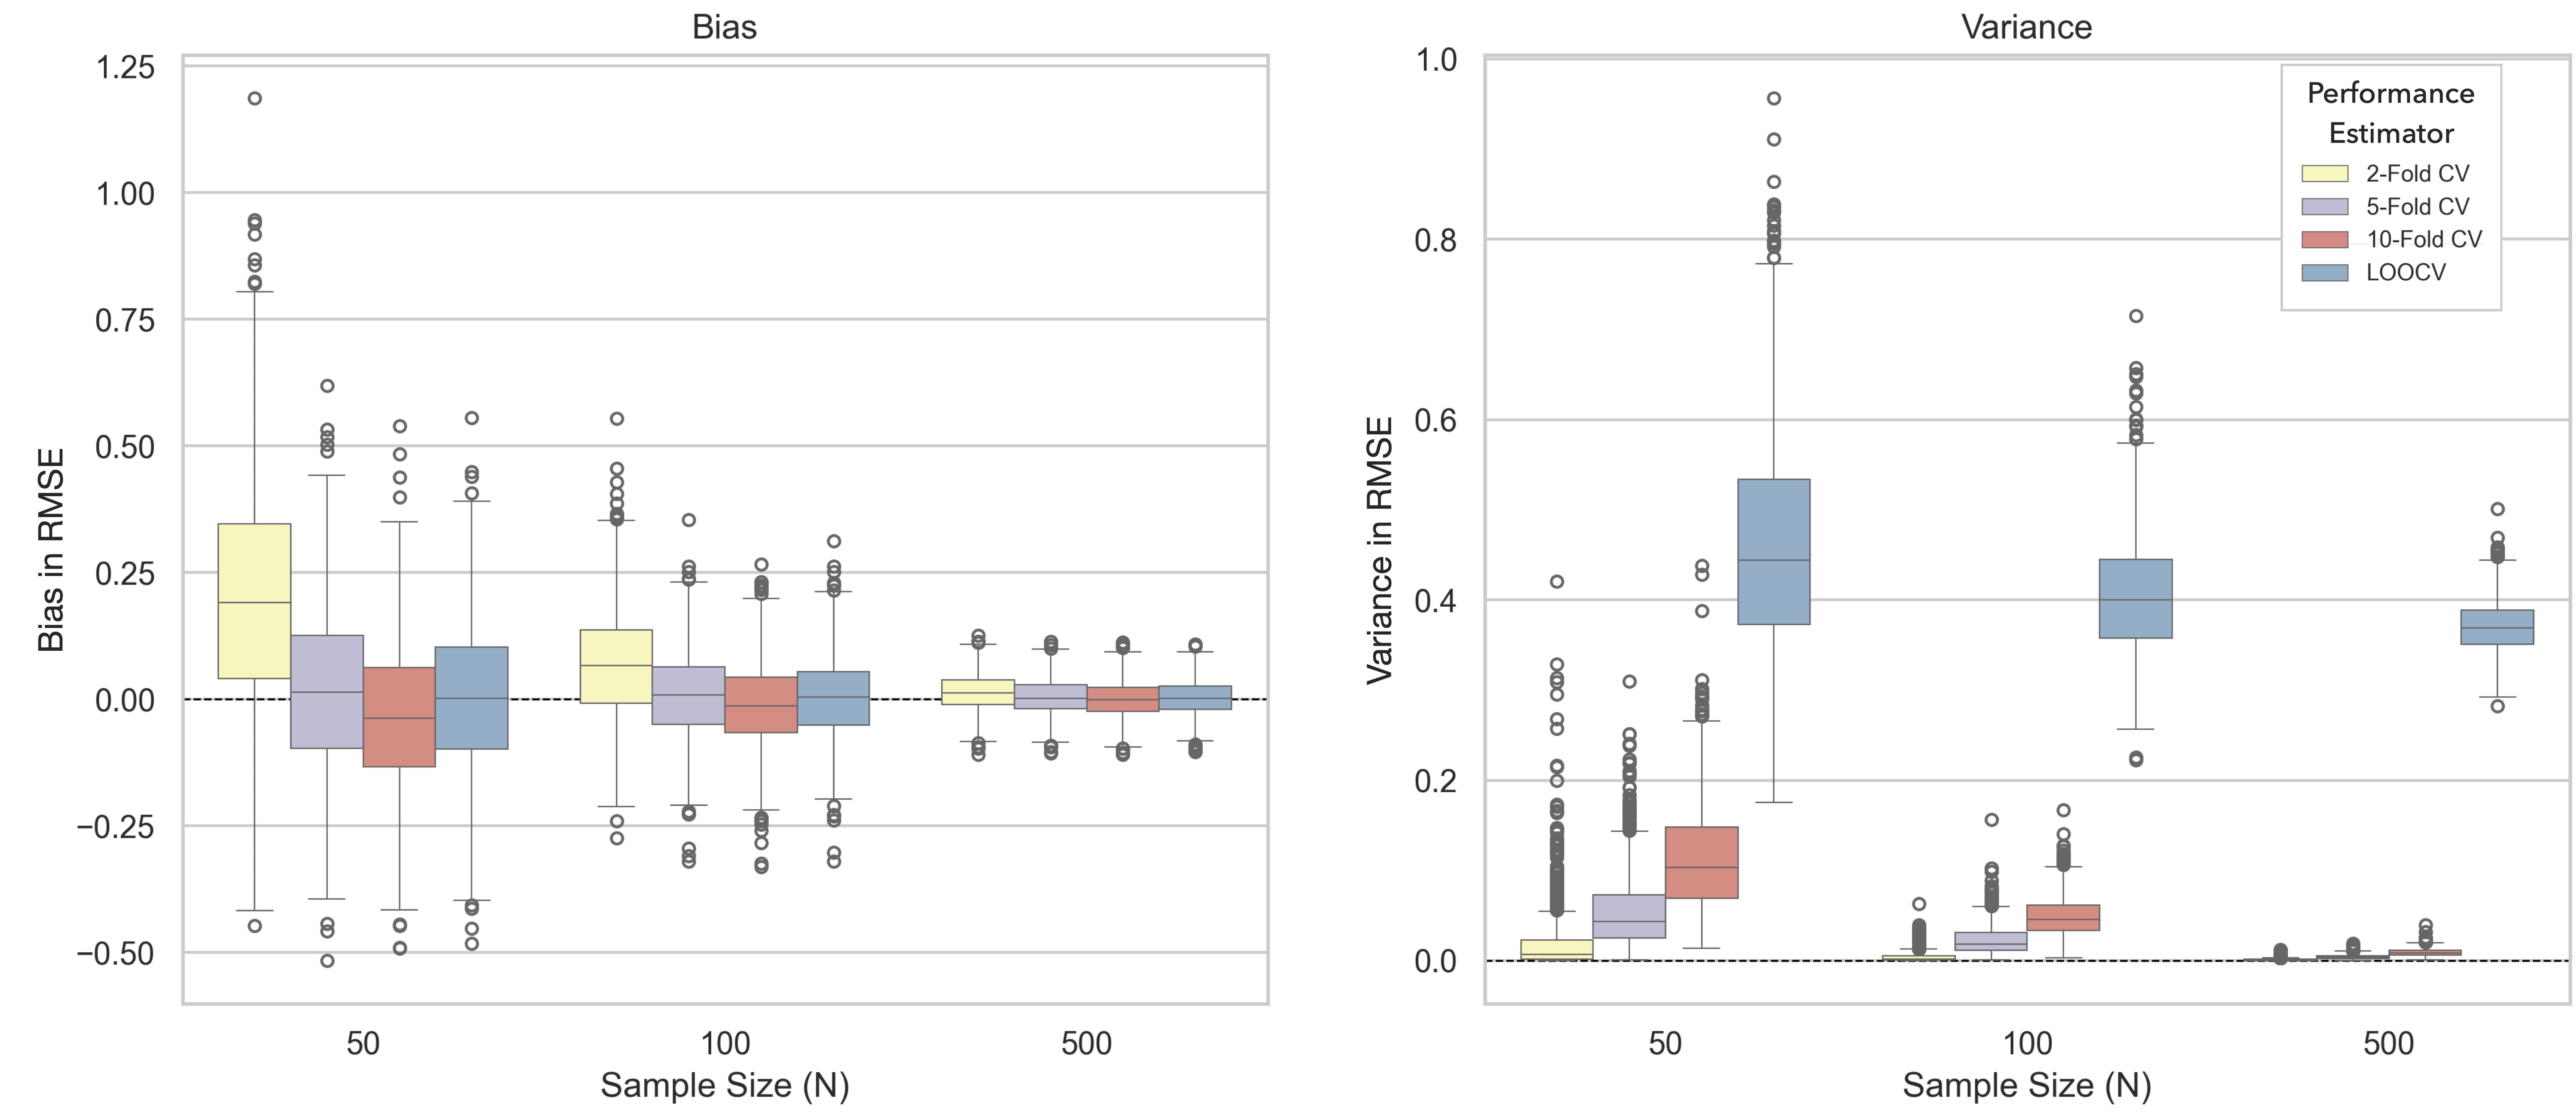 Bias
Bias in RMSE
1.25
1.00
0.75
0.50
0.25
0.00
−0.25
−0.50
50 100 500
Sample Size (N)
Variance
Variance in RMSE
1.0
0.8
0.6
0.4
0.2
0.0
50 100 500
Sample Size (N)
Performance
Estimator
2-Fold CV
5-Fold CV
10-Fold CV
LOOCV